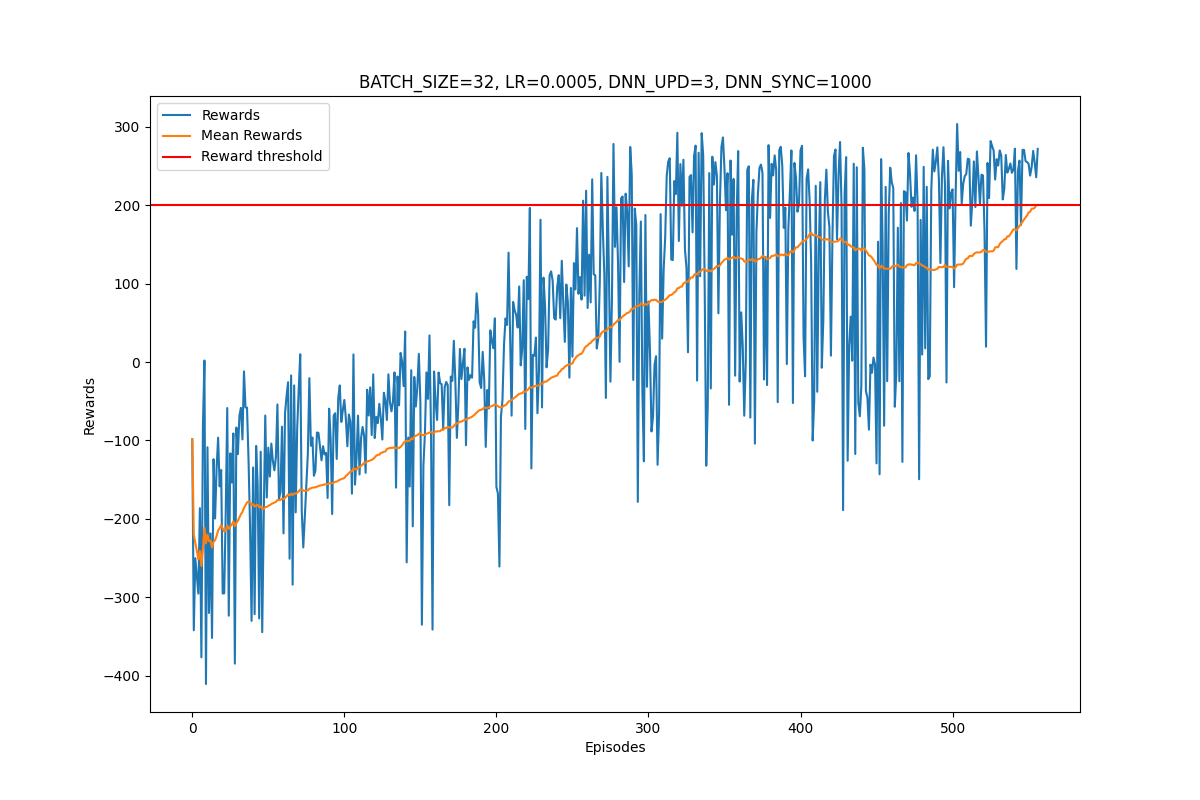 BATCH_SIZE=32, LR=0.0005, DNN_UPD=3, DNN_SYNC=1000
Rewards
Mean Rewards
Reward threshold
300
200
100
0
−100
−200
−300
−400
Rewards
0
100
200
300
400
500
Episodes